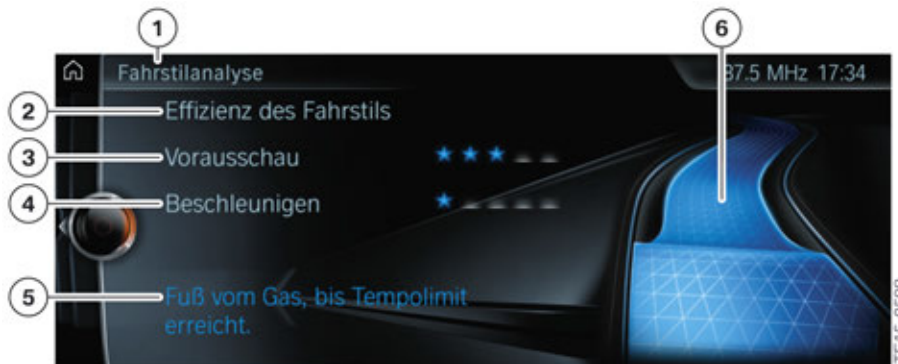 1
6
Fahrstilanalyse
87.5 MHz 17:34
2
Effizienz des Fahrstils
3
Vorausschau
4
Beschleunigen
5
Fuß vom Gas, bis Tempolimit
erreicht.